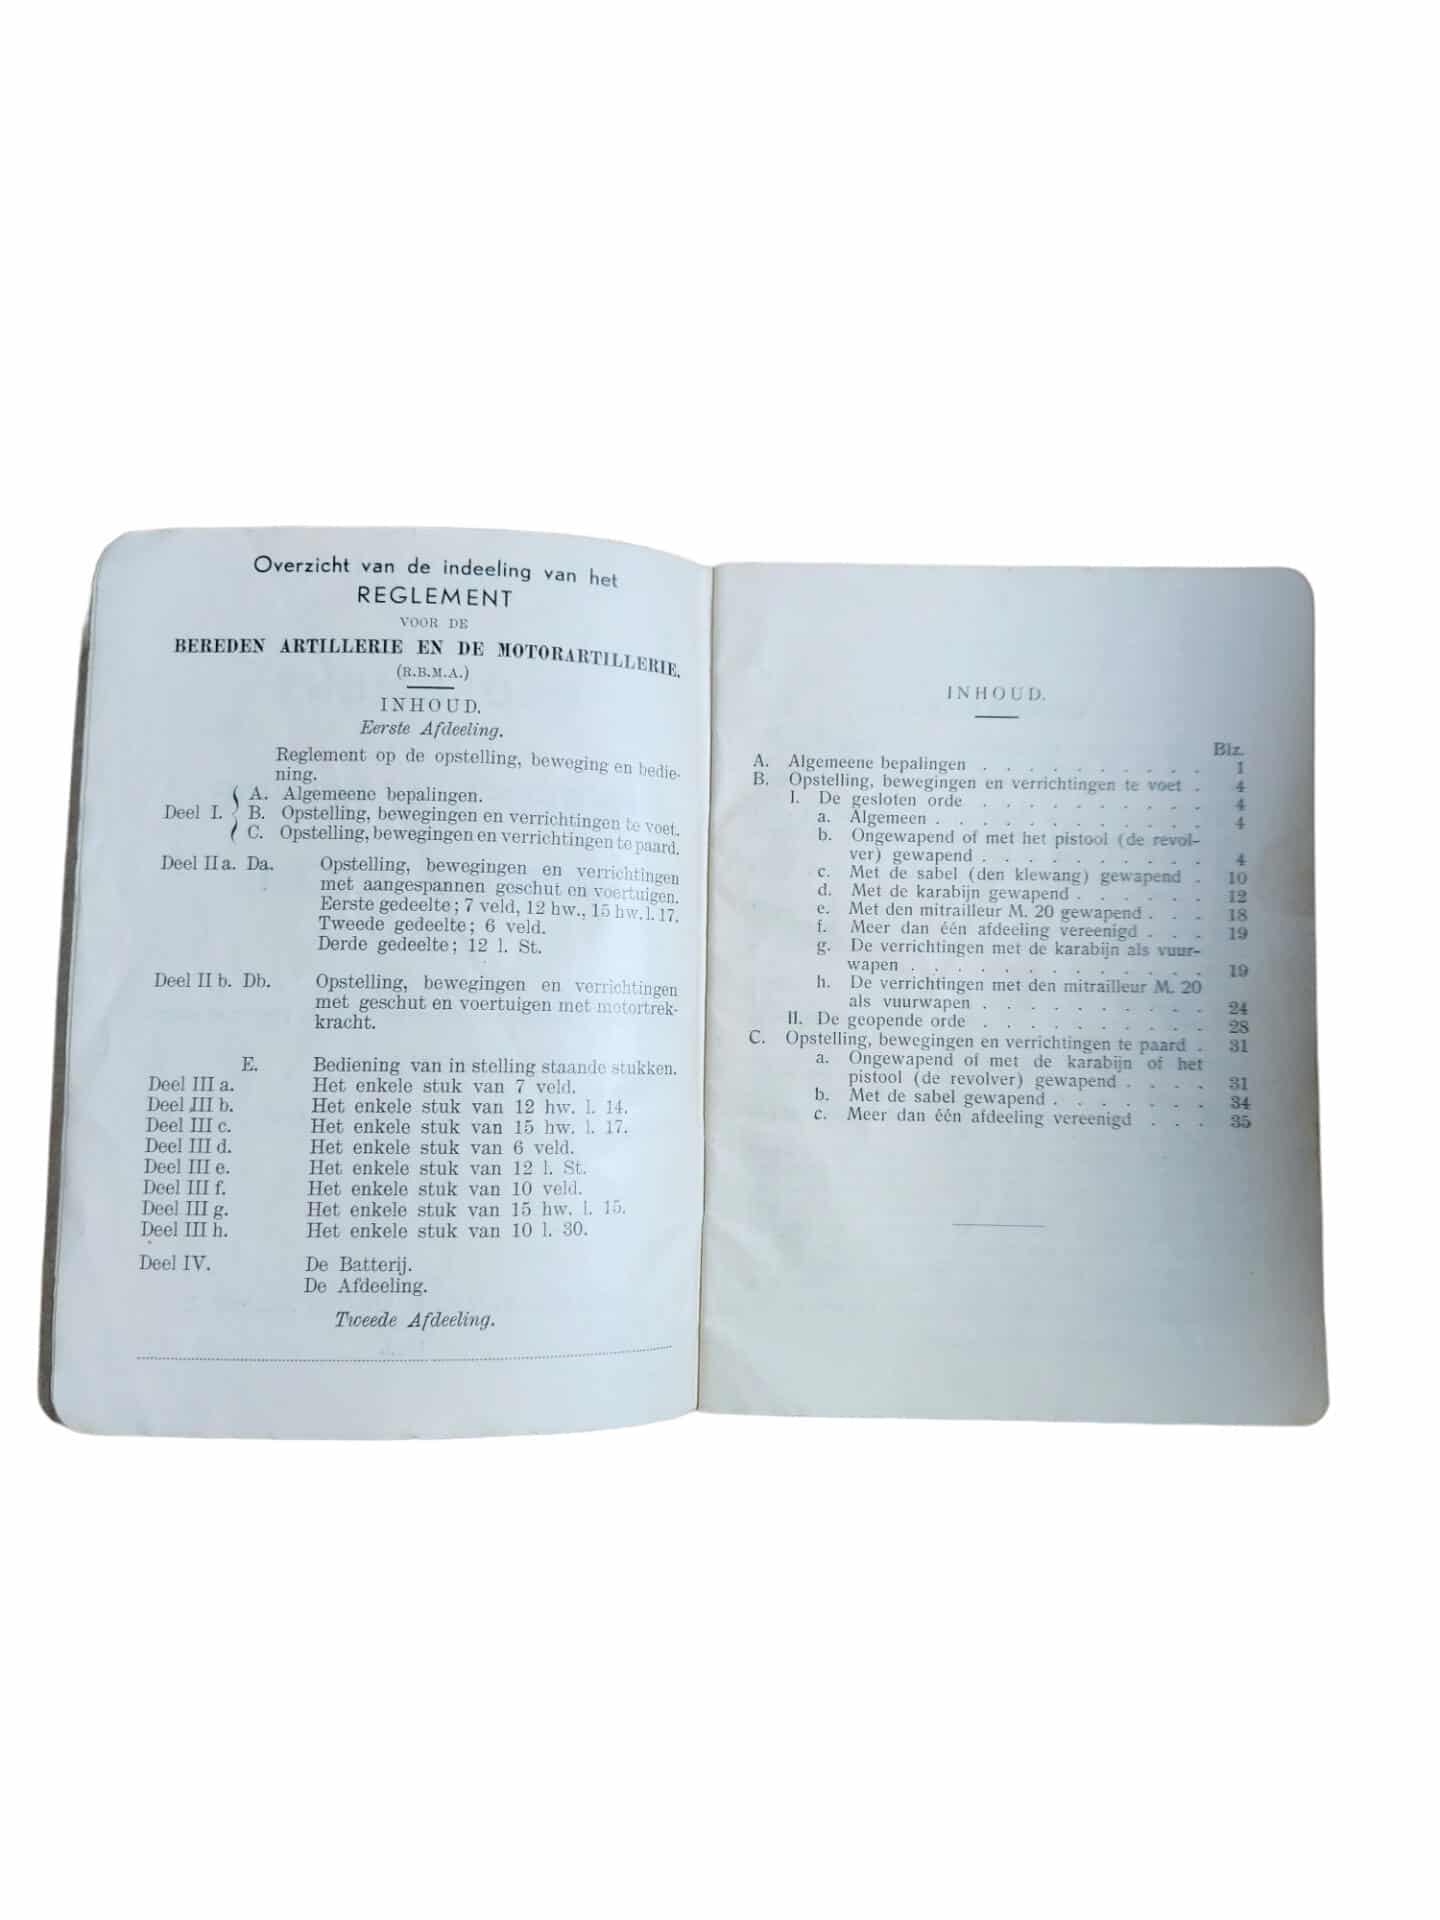 Overzicht van de indeeling van het
REGLEMENT
VOOR DE
BEREDEN ARTILLERIE EN DE MOTORARTILLERIE.
(R.B.M.A.)
INHOUD.
Eerste Afdeeling.
Reglement op de opstelling, beweging en bedie-
ning.
A. Algemeene bepalingen.
Deel I. B. Opstelling, bewegingen en verrichtingen te voet.
C. Opstelling, bewegingen en verrichtingen te paard.
Deel II a. Da. Opstelling, bewegingen en verrichtingen
met aangespannen geschut en voertuigen.
Eerste gedeelte; 7 veld, 12 hw., 15 hw. l. 17.
Tweede gedeelte; 6 veld.
Derde gedeelte; 12 l. St.
Deel II b. Db. Opstelling, bewegingen en verrichtingen
met geschut en voertuigen met motortrek-
kracht.
E. Bediening van in stelling staande stukken.
Deel III a. Het enkele stuk van 7 veld.
Deel III b. Het enkele stuk van 12 hw. l. 14.
Deel III c. Het enkele stuk van 15 hw. l. 17.
Deel III d. Het enkele stuk van 6 veld.
Deel III e. Het enkele stuk van 12 l. St.
Deel III f. Het enkele stuk van 10 veld.
Deel III g. Het enkele stuk van 15 hw. l. 15.
Deel III h. Het enkele stuk van 10 l. 30.
Deel IV. De Batterij.
De Afdeeling.
Tweede Afdeeling.
INHOUD.
Blz.
A. Algemeene bepalingen . . . . . . . . . . 1
B. Opstelling, bewegingen en verrichtingen te voet . 4
I. De gesloten orde . . . . . . . . . . 4
a. Algemeen . . . . . . . . . . . . 4
b. Ongewapend of met het pistool (de revol-
ver) gewapend . . . . . . . . . . 4
c. Met de sabel (den klewang) gewapend . 10
d. Met de karabijn gewapend . . . . . . 12
e. Met den mitrailleur M. 20 gewapend . . . 18
f. Meer dan één afdeeling vereenigd . . . 19
g. De verrichtingen met de karabijn als vuur-
wapen . . . . . . . . . . . . . 19
h. De verrichtingen met den mitrailleur M. 20
als vuurwapen . . . . . . . . . . 24
II. De geopende orde . . . . . . . . . . 28
C. Opstelling, bewegingen en verrichtingen te paard . 31
a. Ongewapend of met de karabijn of het
pistool (de revolver) gewapend . . . . 31
b. Met de sabel gewapend . . . . . . . 34
c. Meer dan één afdeeling vereenigd . . . 35